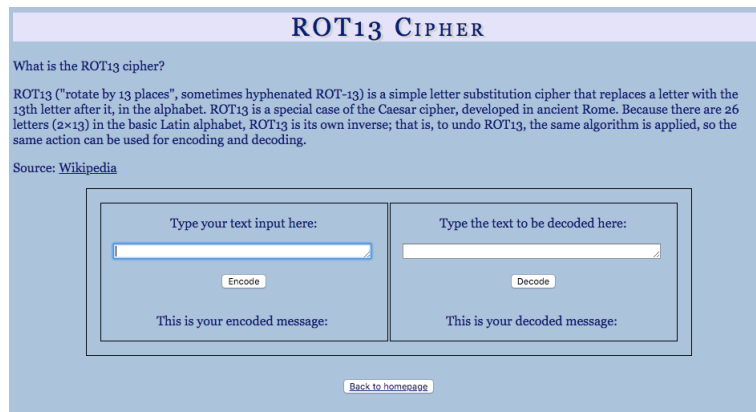 ROT13 Cipher
What is the ROT13 cipher?
ROT13 ("rotate by 13 places", sometimes hyphenated ROT-13) is a simple letter substitution cipher that replaces a letter with the
13th letter after it, in the alphabet. ROT13 is a special case of the Caesar cipher, developed in ancient Rome. Because there are 26
letters (2×13) in the basic Latin alphabet, ROT13 is its own inverse; that is, to undo ROT13, the same algorithm is applied, so the
same action can be used for encoding and decoding.
Source: Wikipedia
Type your text input here:
Encode
This is your encoded message:
Type the text to be decoded here:
Decode
This is your decoded message:
Back to homepage